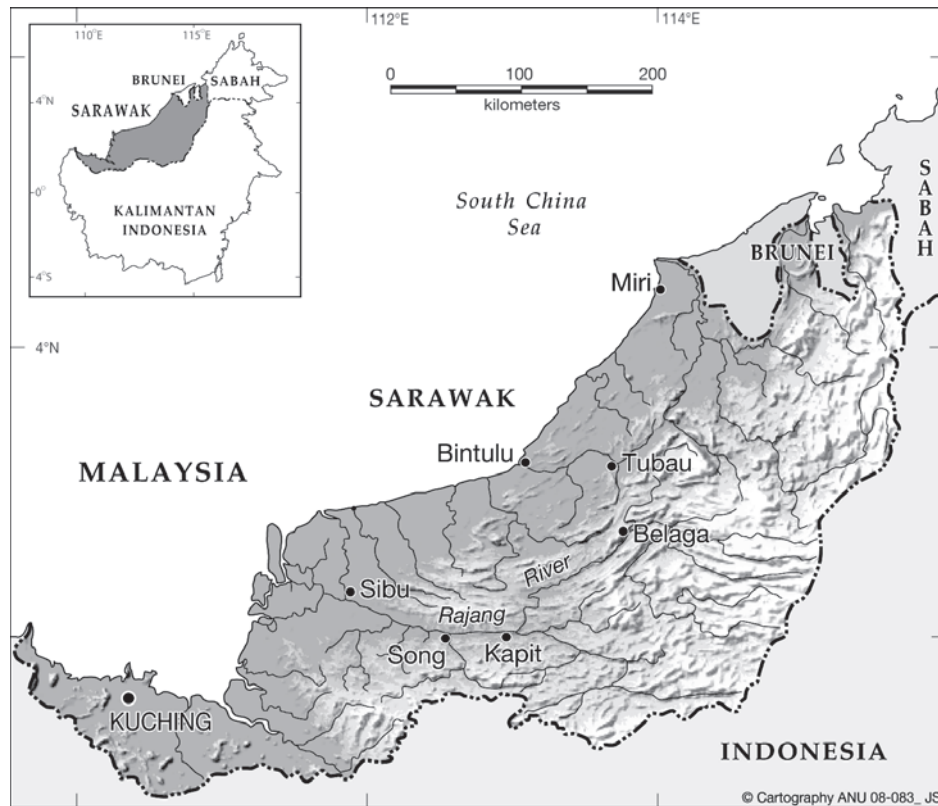 112°E
114°E
110°E
115°E
BRUNEI
SABAH
4°N
SARAWAK
0°
KALIMANTAN
INDONESIA
4°S
0
100
200
kilometers
South China
Sea
SABAH
BRUNEI
Miri
4°N
SARAWAK
Bintulu
Tubau
MALAYSIA
Belaga
River
Sibu
Rajang
Song
Kapit
KUCHING
INDONESIA
© Cartography ANU 08-083_ JS